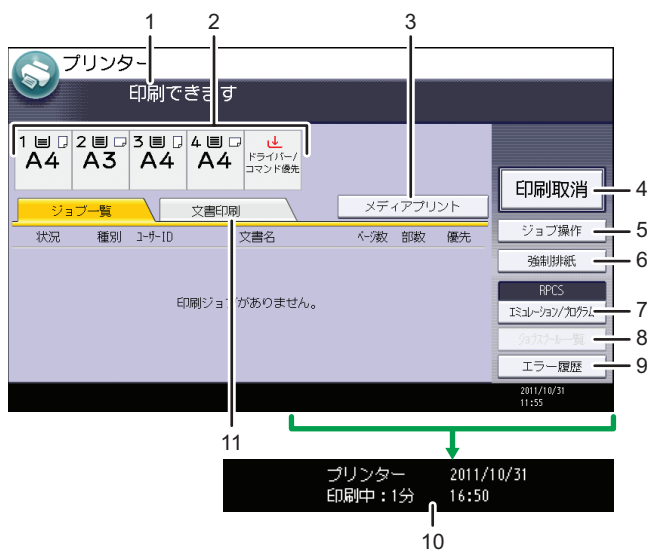 1 2 3
プリンター
印刷できます
1 2 3 4
A4 A3 A4 A4 ドライバー/
コマンド優先
印刷取消 4
ジョブ一覧 文書印刷 メディアプリント
ジョブ操作 5
状況 種別 ユーザーID 文書名 ページ数 部数 優先
強制排紙 6
印刷ジョブがありません。
RPCS
エミュレーション/プログラム 7
ジョブスプール一覧 8
エラー履歴 9
2011/10/31
11:55
11
プリンター 2011/10/31
印刷中:1分 16:50
10